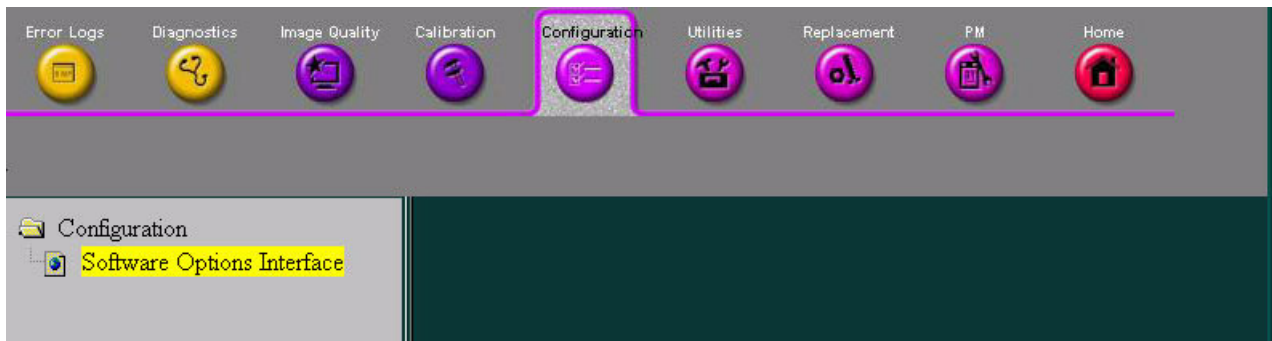 Error Logs Diagnostics Image Quality Calibration Configuration Utilities Replacement PM Home
Configuration
Software Options Interface